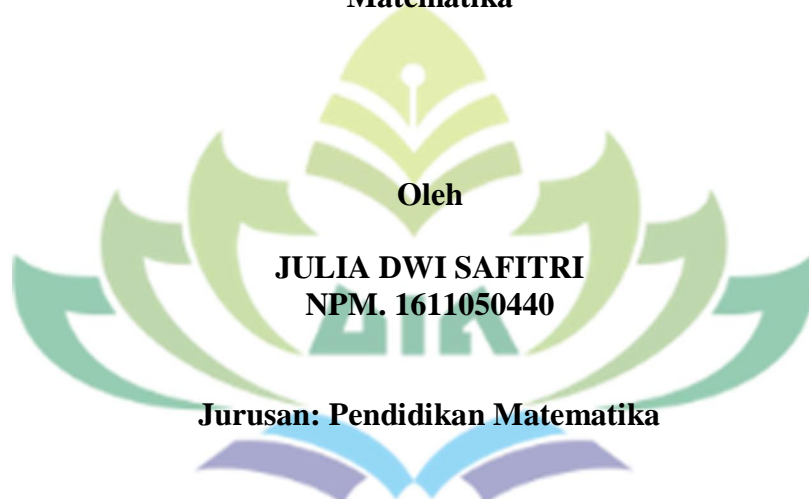 Matematika
Oleh
JULIA DWI SAFITRI
NPM. 1611050440
Jurusan: Pendidikan Matematika